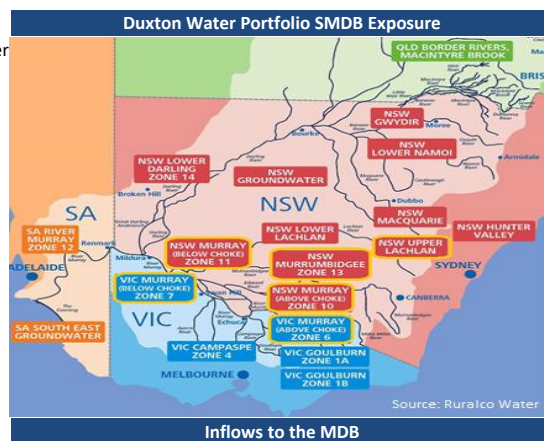 Duxton Water Portfolio SMDB Exposure
er
QLD BORDER RIVERS,
MACINTYRE BROOK
BRIS
NSW
GWYDIR
Moree
Bourke
NSW
LOWER NAMOI
NSW LOWER
DARLING
ZONE 14
NSW
GROUNDWATER
Armidale
Broken Hill
Dubbo
SA
NSW
NSW
MACQUARIE
SA RIVER
MURRAY
ZONE 12
Renmark
NSW LOWER
LACHLAN
NSW HUNTER
VALLEY
NSW MURRAY
(BELOW CHOKE)
ZONE 11
NSW UPPER
LACHLAN
Mildura
NSW
MURRUMBIDGEE
ZONE 13
ADELAIDE
SYDNEY
VIC MURRAY
(BELOW CHOKE)
ZONE 7
Swan Hill
NSW MURRAY
(ABOVE CHOKE)
ZONE 10
CANBERRA
SA SOUTH EAST
GROUNDWATER
VIC
Echuca
VIC MURRAY
(ABOVE CHOKE)
ZONE 6
VIC CAMPASPE
ZONE 4
VIC GOULBURN
ZONE 1A
MELBOURNE
VIC GOULBURN
ZONE 1B
Source: Ruralco Water
Inflows to the MDB